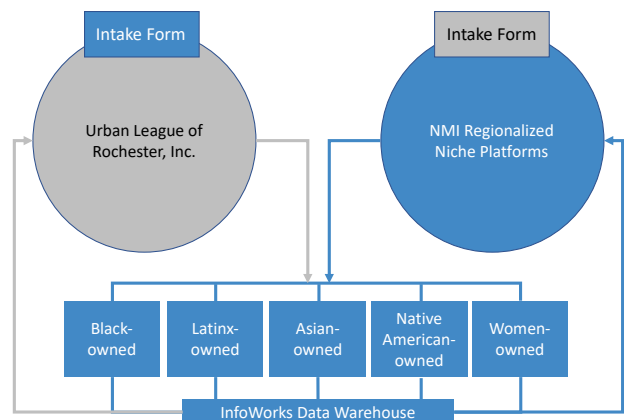 Intake Form
Intake Form
Urban League of
Rochester, Inc.
NMI Regionalized
Niche Platforms
Black-
owned
Latinx-
owned
Asian-
owned
Native
American-
owned
Women-
owned
InfoWorks Data Warehouse